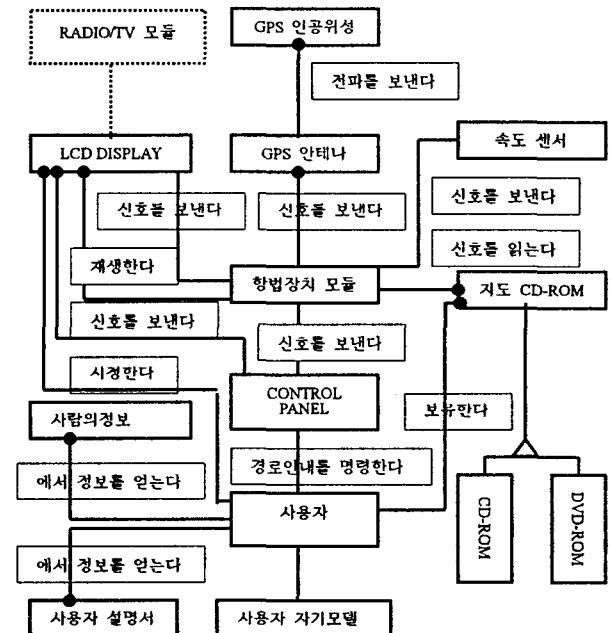 RADIO/TV 모듈
GPS 인공위성
전파를 보낸다
LCD DISPLAY
GPS 안테나
속도 센서
신호를 보낸다
신호를 보낸다
신호를 보낸다
재생한다
신호를 읽는다
항법장치 모듈
지도 CD-ROM
신호를 보낸다
신호를 보낸다
시정한다
CONTROL
PANEL
사람의정보
보유한다
에서 정보를 얻는다
경로안내를 명령한다
사용자
CD-ROM
DVD-ROM
에서 정보를 얻는다
사용자 설명서
사용자 자기모델